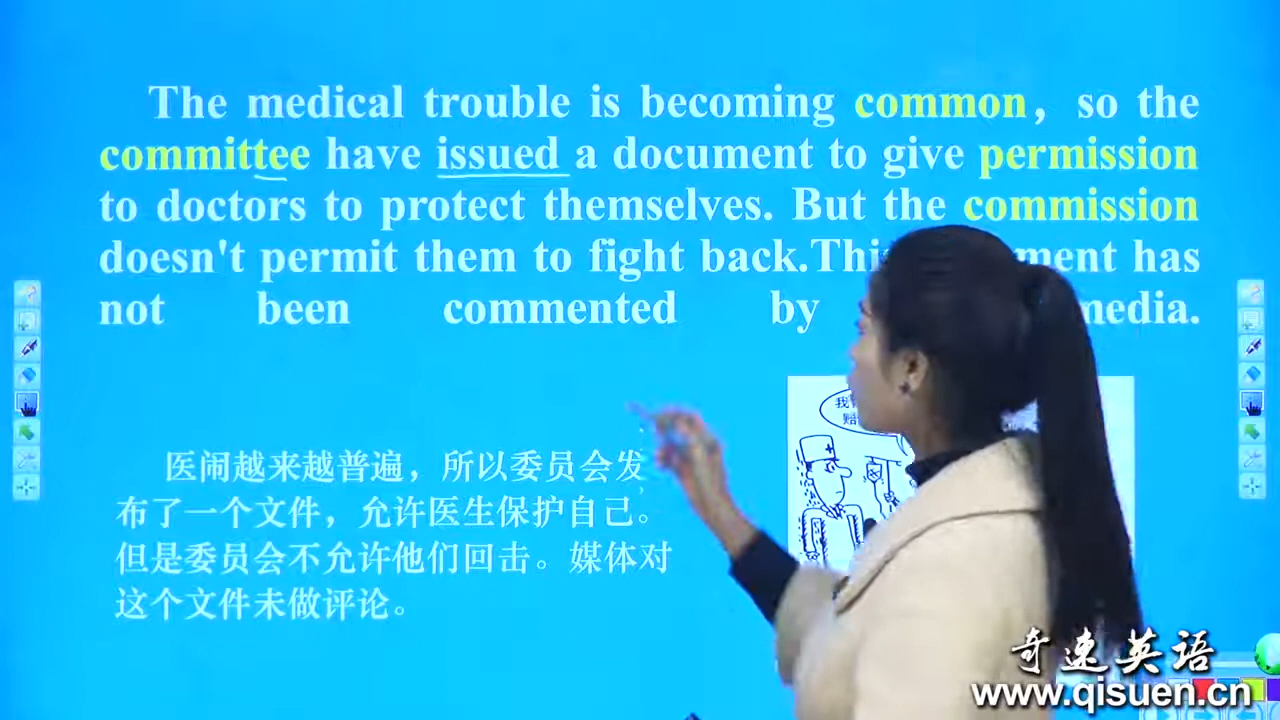 The medical trouble is becoming common, so the
committee have issued a document to give permission
to doctors to protect themselves. But the commission
doesn't permit them to fight back.This ment has
not been commented by media.
医闹越来越普遍，所以委员会发
布了一个文件，允许医生保护自己。
但是委员会不允许他们回击。媒体对
这个文件未做评论。
我
赔
奇速英语
www.qisuen.cn